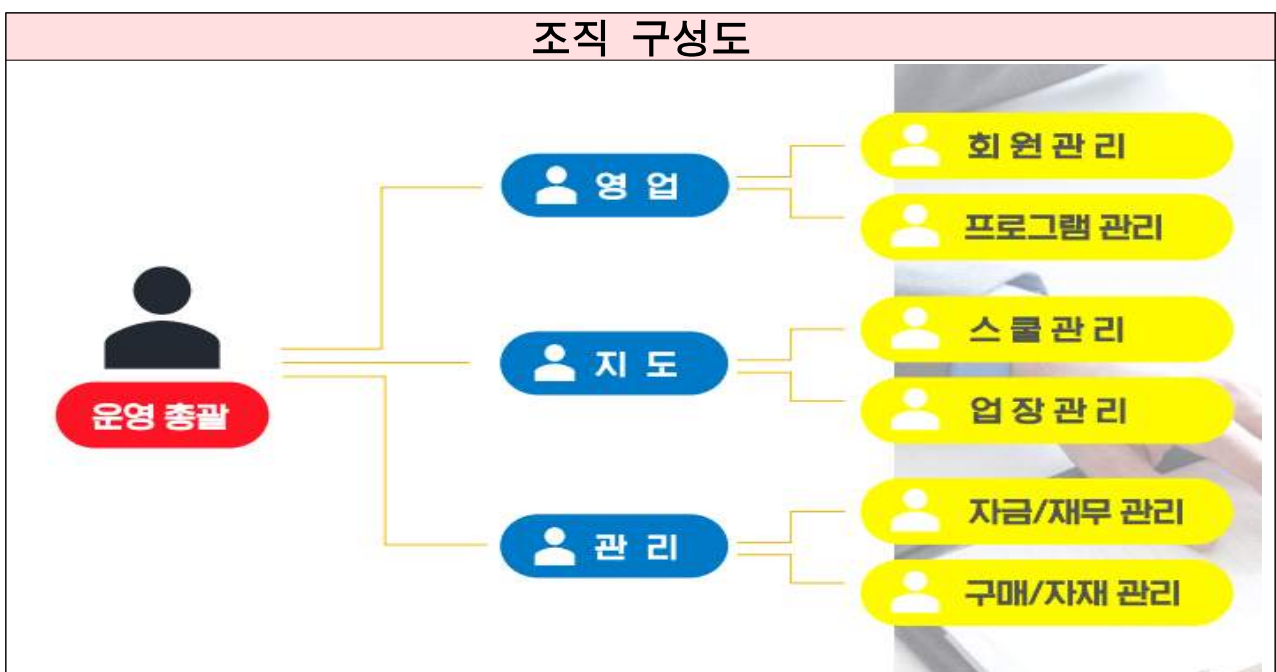 조직 구성도
운영 총괄
영 업
회 원 관 리
프로그램 관리
지 도
스 쿨 관 리
업 장 관 리
관 리
자금/재무 관리
구매/자재 관리